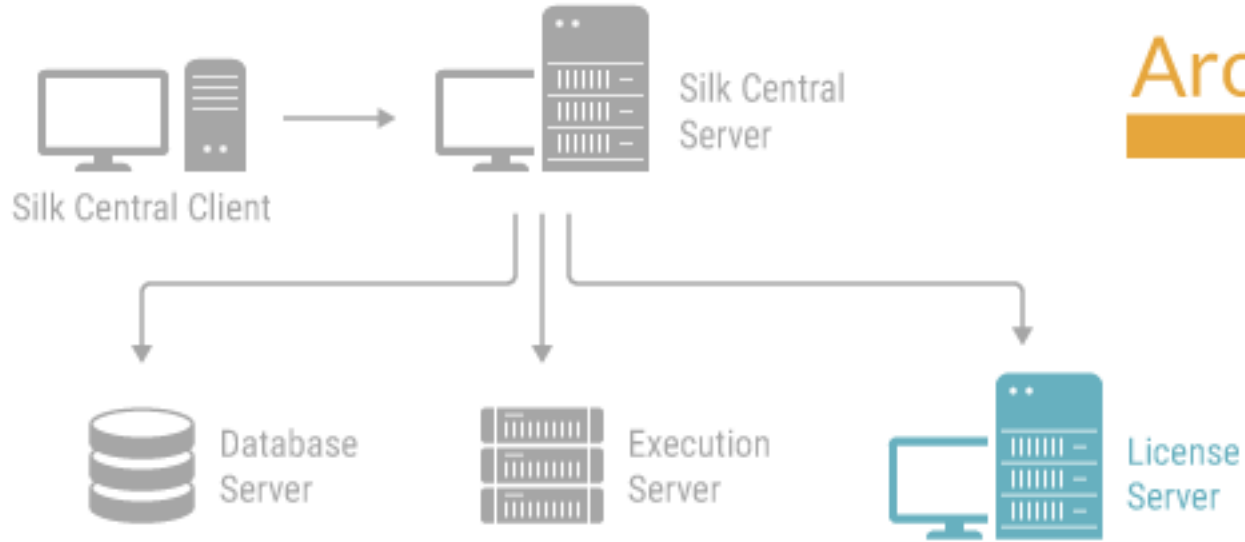 Silk Central
Server
Silk Central Client
Database
Server
Execution
Server
License
Server